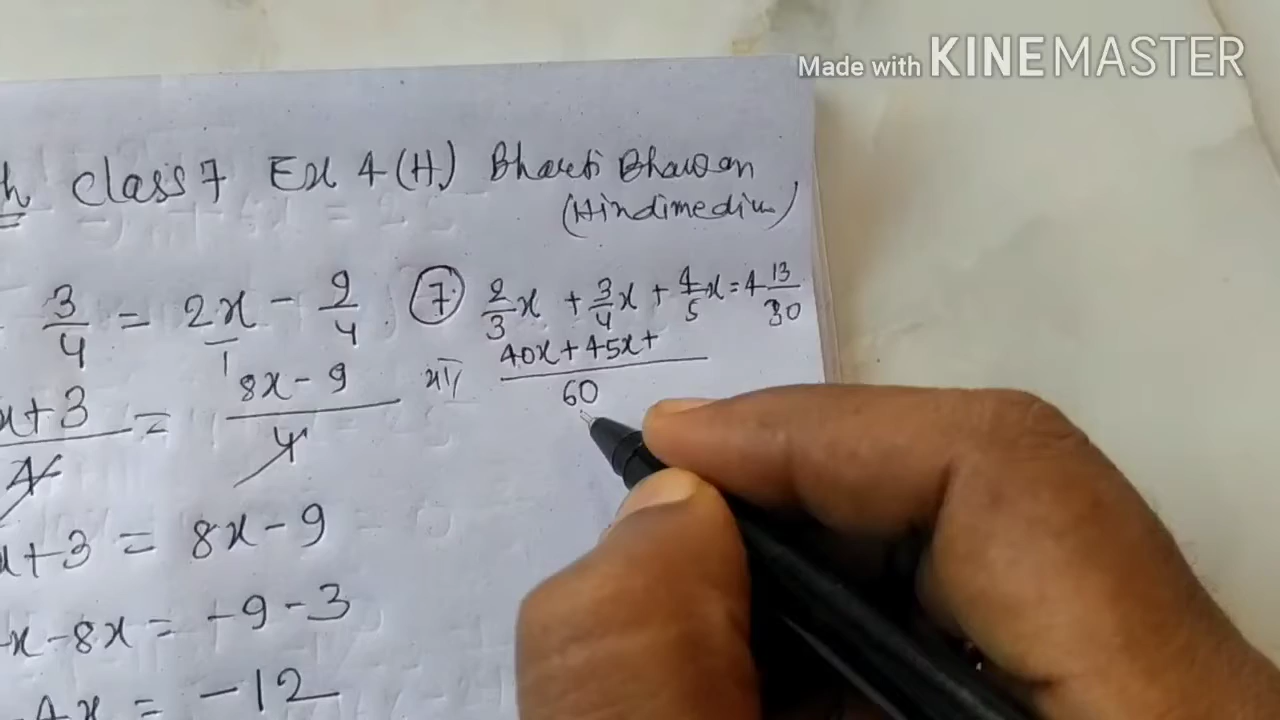 Made with KINEMASTER
h class 7 Ex 4 (H) Bharti Bhawan
(Hindimedium)
3/4 = 2x/1 - 9/4
x+3/4 = 8x-9/4
x+3 = 8x-9
x-8x = -9-3
-4x = -12
(7) 2/3x + 3/4x + 4/5x = 4 13/30
या 40x+45x+/60